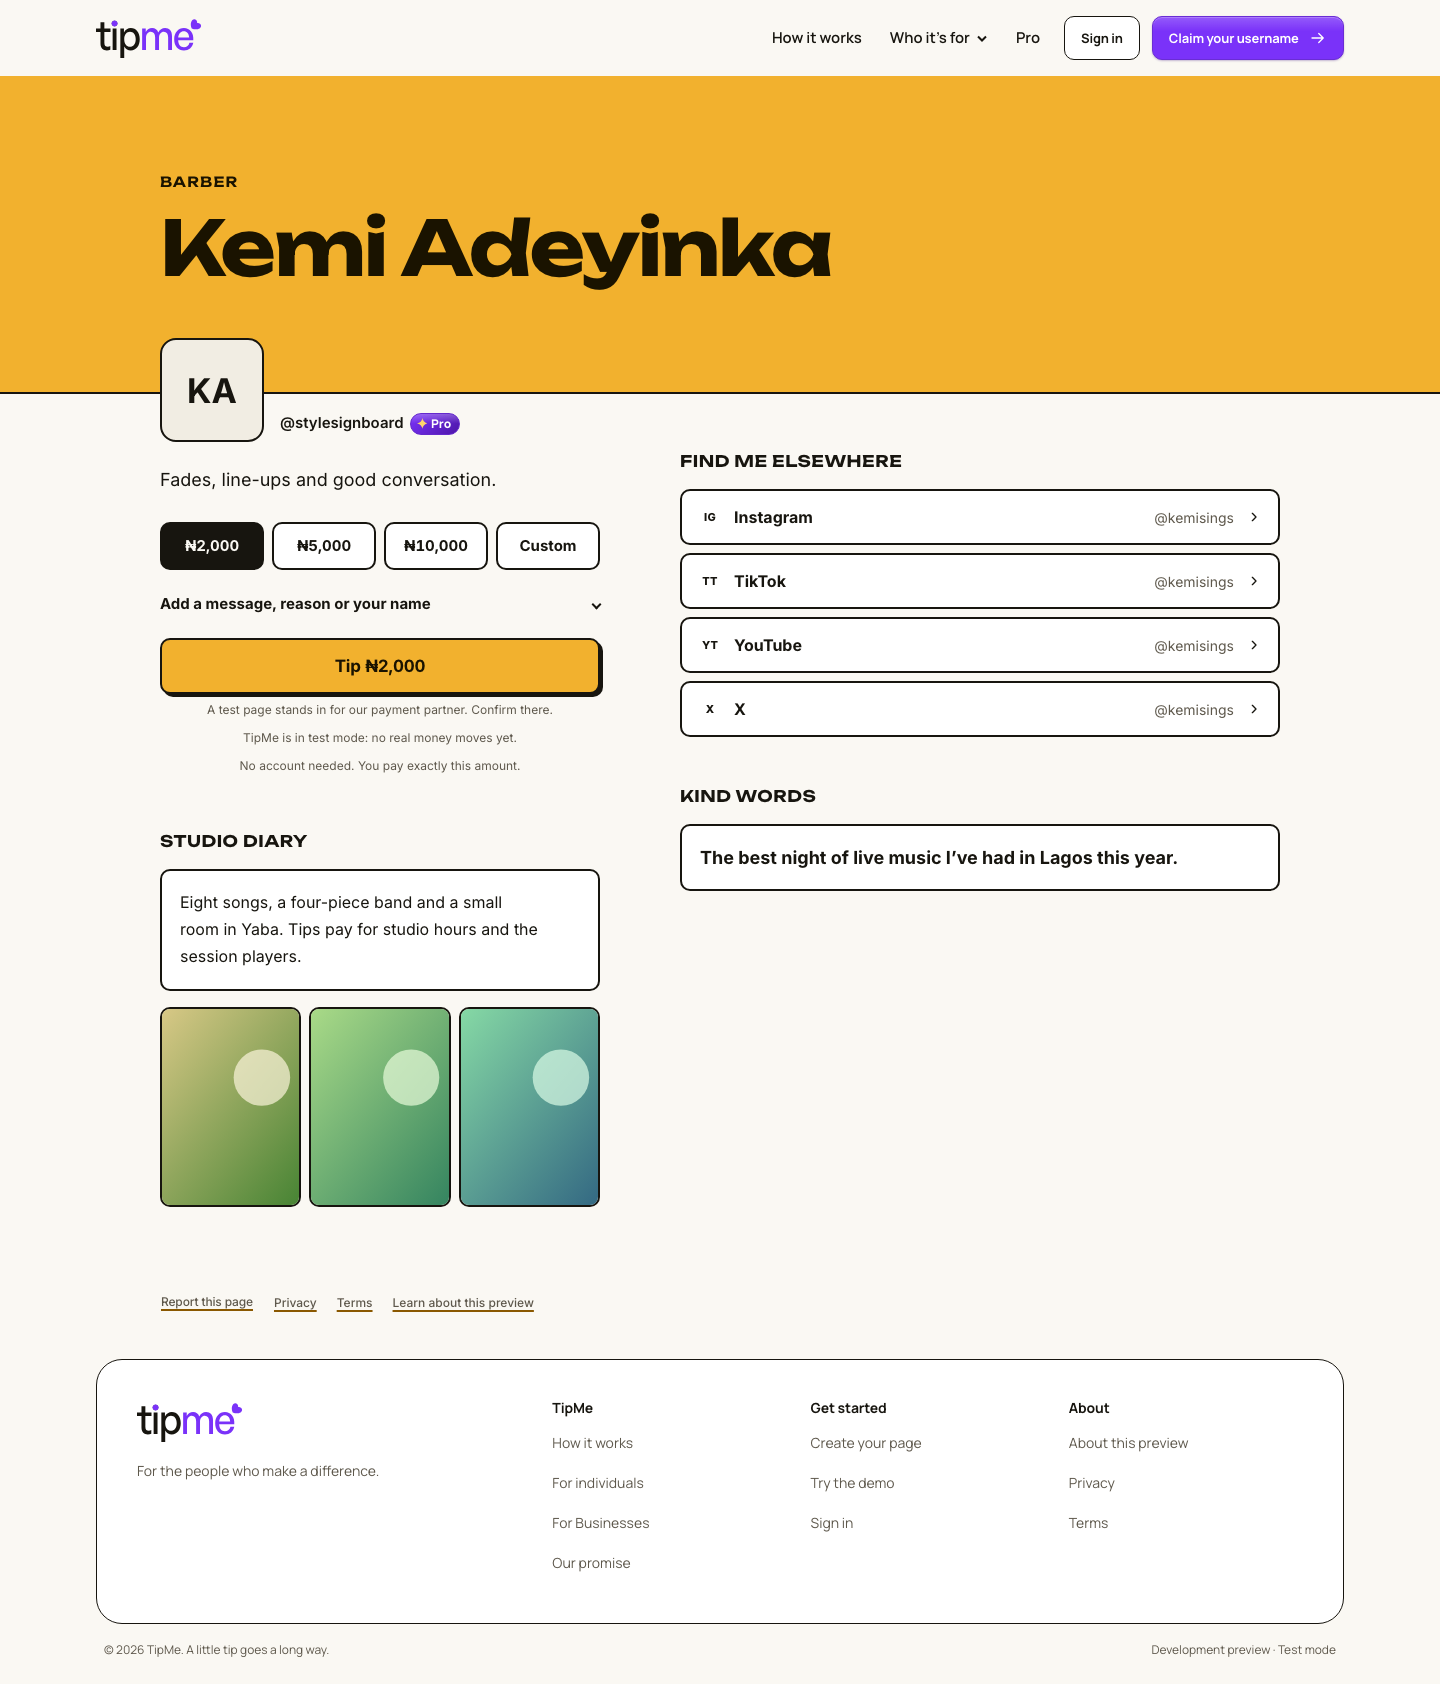 tipme
How it works
Who it's for
Pro
Sign in
Claim your username
BARBER
Kemi Adeyinka
KA
@stylesignboard
Pro
Fades, line-ups and good conversation.
₦2,000
₦5,000
₦10,000
Custom
Add a message, reason or your name
Tip ₦2,000
A test page stands in for our payment partner. Confirm there.
TipMe is in test mode: no real money moves yet.
No account needed. You pay exactly this amount.
STUDIO DIARY
Eight songs, a four-piece band and a small
room in Yaba. Tips pay for studio hours and the
session players.
FIND ME ELSEWHERE
IG Instagram @kemisings
TT TikTok @kemisings
YT YouTube @kemisings
X X @kemisings
KIND WORDS
The best night of live music I’ve had in Lagos this year.
Report this page
Privacy
Terms
Learn about this preview
tipme
For the people who make a difference.
TipMe
How it works
For individuals
For Businesses
Our promise
Get started
Create your page
Try the demo
Sign in
About
About this preview
Privacy
Terms
© 2026 TipMe. A little tip goes a long way.
Development preview · Test mode